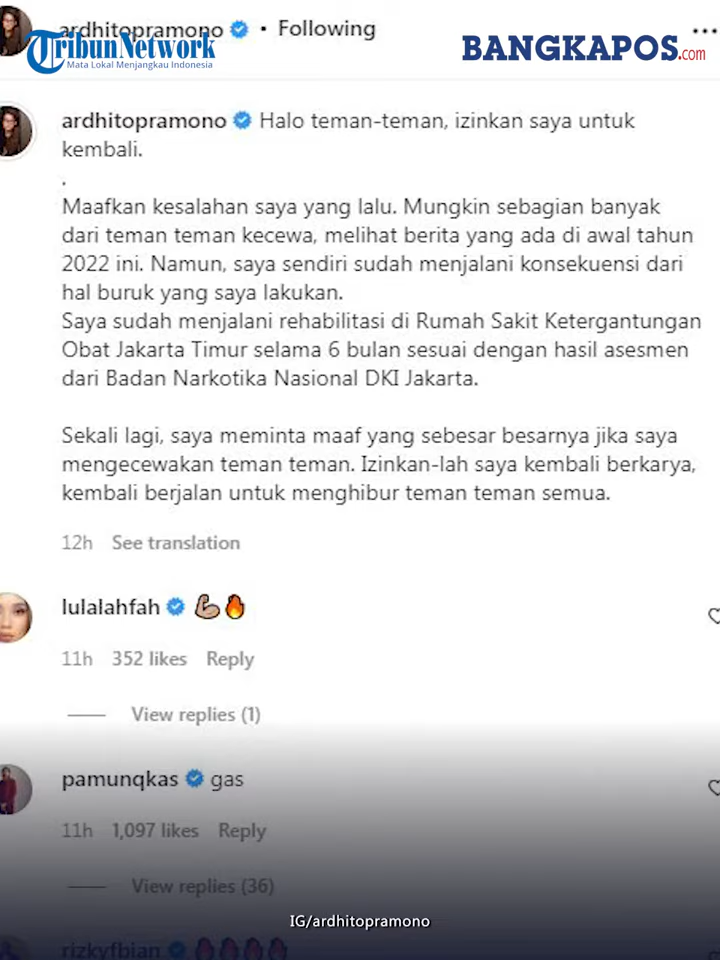 ardhitopramono • Following
TribunNetwork
Mata Lokal Menjangkau Indonesia
BANGKAPOS.com
ardhitopramono Halo teman-teman, izinkan saya untuk
kembali.
.
Maafkan kesalahan saya yang lalu. Mungkin sebagian banyak
dari teman teman kecewa, melihat berita yang ada di awal tahun
2022 ini. Namun, saya sendiri sudah menjalani konsekuensi dari
hal buruk yang saya lakukan.
Saya sudah menjalani rehabilitasi di Rumah Sakit Ketergantungan
Obat Jakarta Timur selama 6 bulan sesuai dengan hasil asesmen
dari Badan Narkotika Nasional DKI Jakarta.
Sekali lagi, saya meminta maaf yang sebesar besarnya jika saya
mengecewakan teman teman. Izinkan-lah saya kembali berkarya,
kembali berjalan untuk menghibur teman teman semua.
12h See translation
lulalahfah 💪🔥
11h 352 likes Reply
View replies (1)
pamunqkas gas
11h 1,097 likes Reply
View replies (36)
IG/ardhitopramono
rizkyfbian 🔥🔥🔥🔥